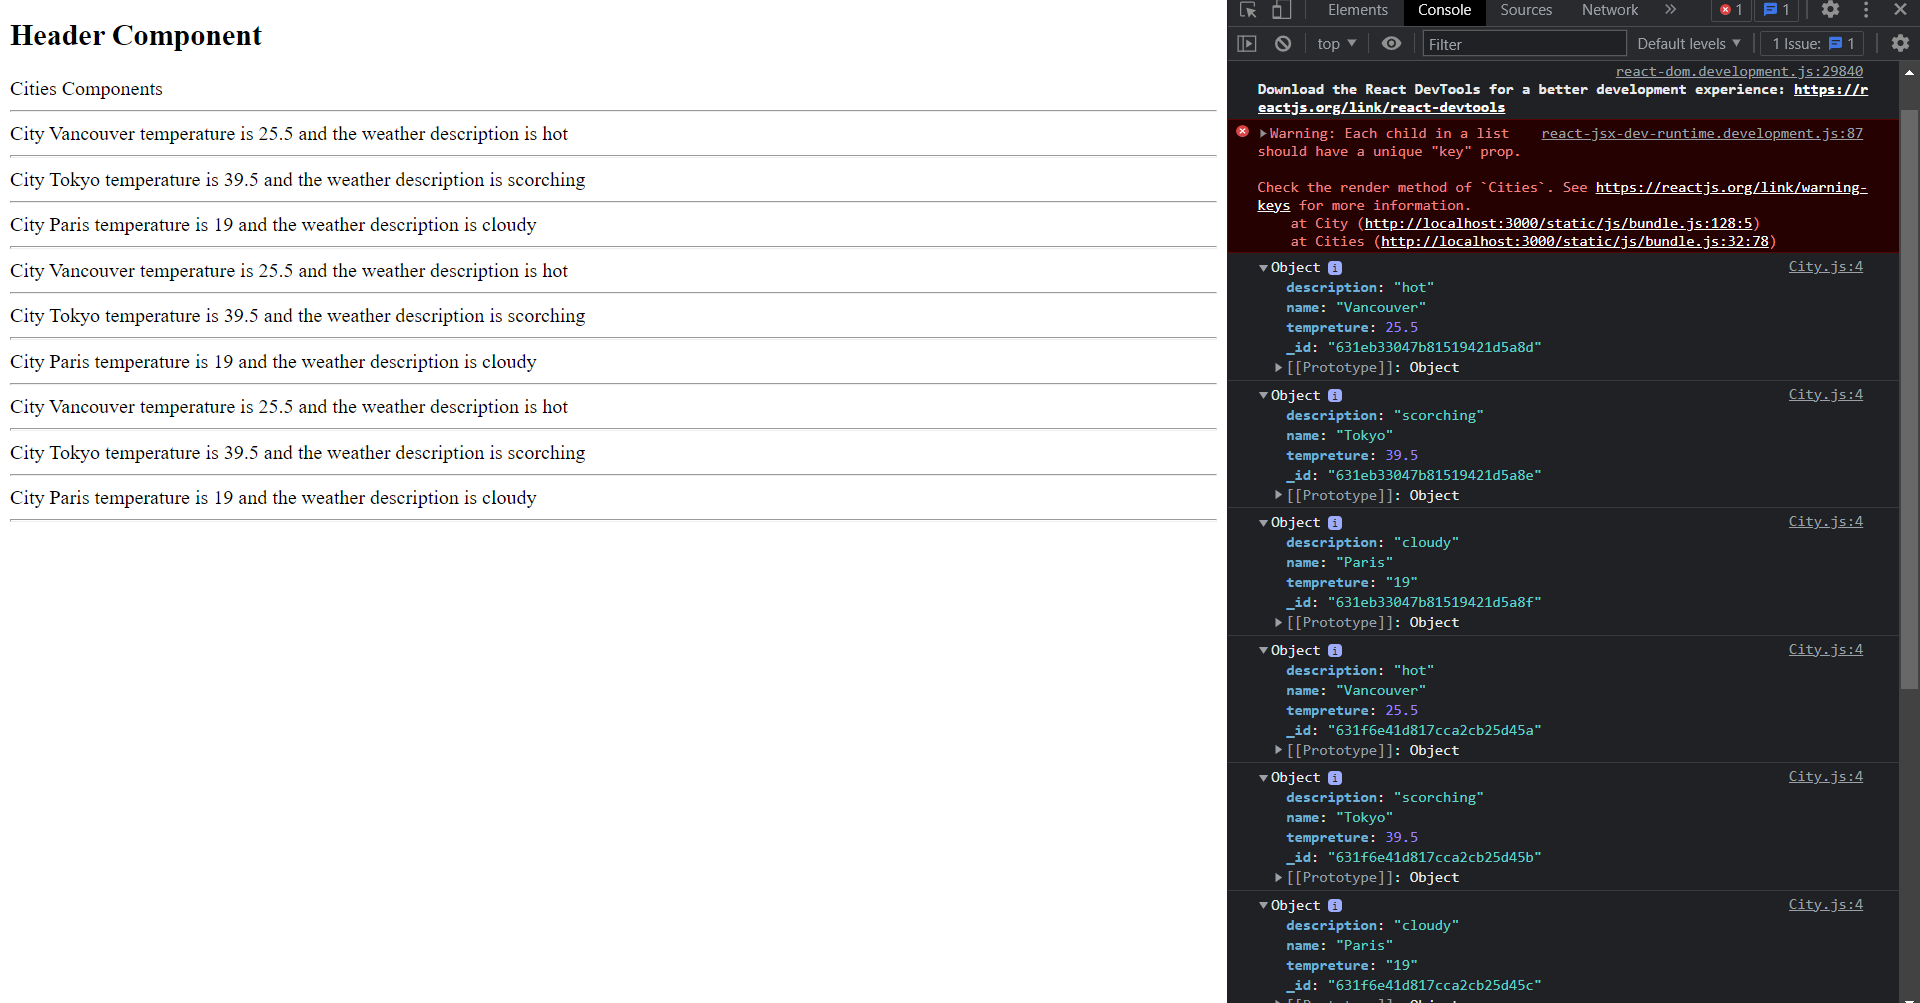 Header Component
Cities Components
City Vancouver temperature is 25.5 and the weather description is hot
City Tokyo temperature is 39.5 and the weather description is scorching
City Paris temperature is 19 and the weather description is cloudy
City Vancouver temperature is 25.5 and the weather description is hot
City Tokyo temperature is 39.5 and the weather description is scorching
City Paris temperature is 19 and the weather description is cloudy
City Vancouver temperature is 25.5 and the weather description is hot
City Tokyo temperature is 39.5 and the weather description is scorching
City Paris temperature is 19 and the weather description is cloudy
Elements Console Sources Network » 1 1
top Filter Default levels 1 Issue: 1
react-dom.development.js:29840
Download the React DevTools for a better development experience: https://r
eactjs.org/link/react-devtools
Warning: Each child in a list react-jsx-dev-runtime.development.js:87
should have a unique "key" prop.
Check the render method of `Cities`. See https://reactjs.org/link/warning-
keys for more information.
at City (http://localhost:3000/static/js/bundle.js:128:5)
at Cities (http://localhost:3000/static/js/bundle.js:32:78)
Object i City.js:4
description: "hot"
name: "Vancouver"
tempreture: 25.5
_id: "631eb33047b81519421d5a8d"
[[Prototype]]: Object
Object i City.js:4
description: "scorching"
name: "Tokyo"
tempreture: 39.5
_id: "631eb33047b81519421d5a8e"
[[Prototype]]: Object
Object i City.js:4
description: "cloudy"
name: "Paris"
tempreture: "19"
_id: "631eb33047b81519421d5a8f"
[[Prototype]]: Object
Object i City.js:4
description: "hot"
name: "Vancouver"
tempreture: 25.5
_id: "631f6e41d817cca2cb25d45a"
[[Prototype]]: Object
Object i City.js:4
description: "scorching"
name: "Tokyo"
tempreture: 39.5
_id: "631f6e41d817cca2cb25d45b"
[[Prototype]]: Object
Object i City.js:4
description: "cloudy"
name: "Paris"
tempreture: "19"
_id: "631f6e41d817cca2cb25d45c"